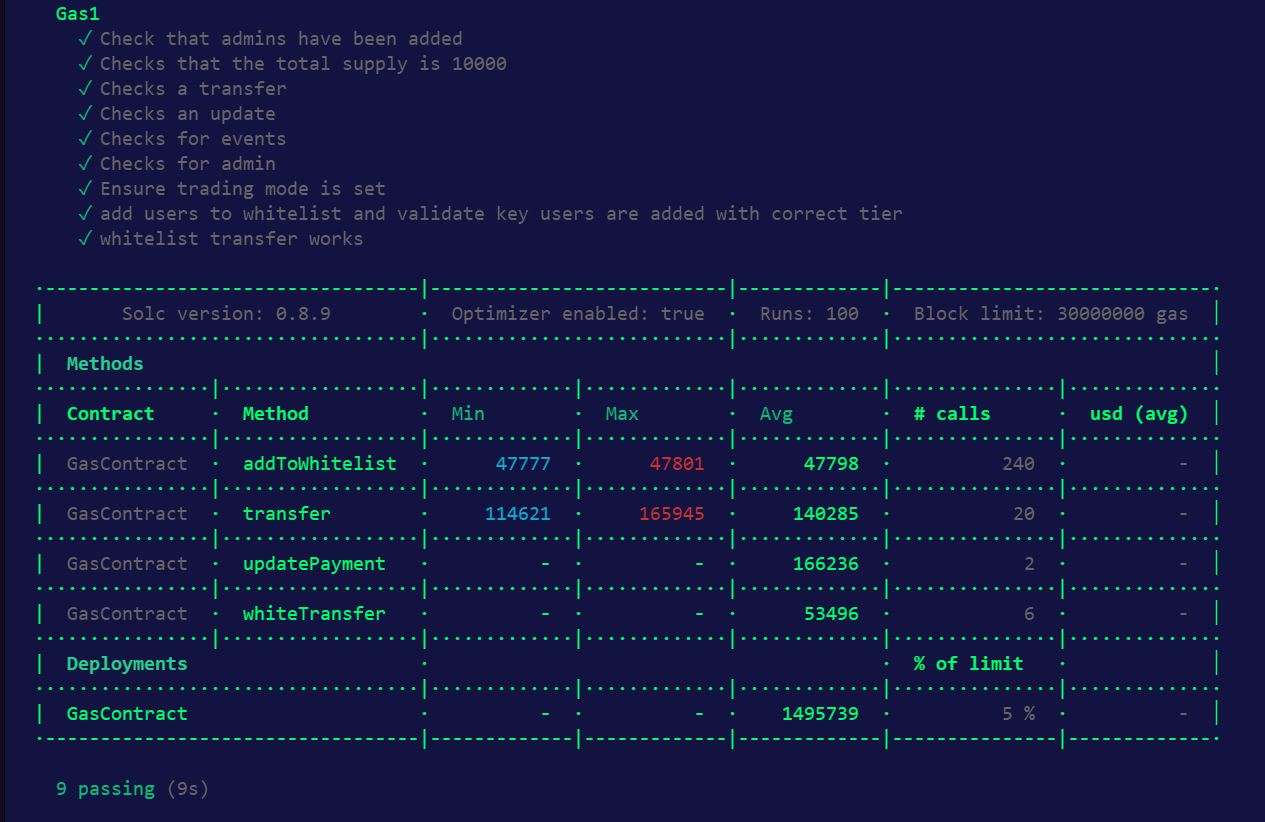 Gas1
✓ Check that admins have been added
✓ Checks that the total supply is 10000
✓ Checks a transfer
✓ Checks an update
✓ Checks for events
✓ Checks for admin
✓ Ensure trading mode is set
✓ add users to whitelist and validate key users are added with correct tier
✓ whitelist transfer works
| Solc version: 0.8.9 · Optimizer enabled: true · Runs: 100 · Block limit: 30000000 gas |
| Methods |
| Contract · Method · Min · Max · Avg · # calls · usd (avg) |
| GasContract · addToWhitelist · 47777 · 47801 · 47798 · 240 · - |
| GasContract · transfer · 114621 · 165945 · 140285 · 20 · - |
| GasContract · updatePayment · - · - · 166236 · 2 · - |
| GasContract · whiteTransfer · - · - · 53496 · 6 · - |
| Deployments · · % of limit · |
| GasContract · - · - · 1495739 · 5 % · - |
9 passing (9s)